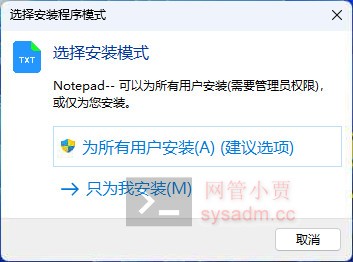 选择安装程序模式
TXT
选择安装模式
Notepad-- 可以为所有用户安装(需要管理员权限)，
或仅为您安装。
为所有用户安装(A) (建议选项)
只为我安装(M)
网管小贾
sysadm.cc
取消